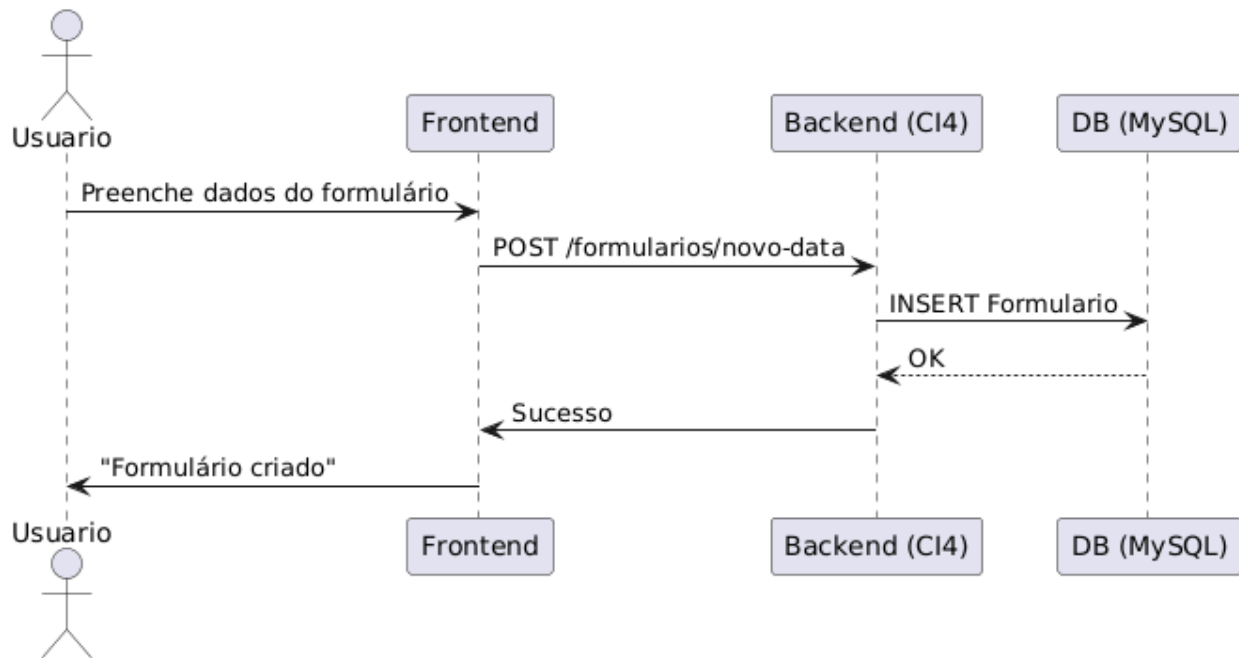 Usuario
Frontend
Backend (CI4)
DB (MySQL)
Preenche dados do formulário
POST /formularios/novo-data
INSERT Formulario
OK
Sucesso
"Formulário criado"
Usuario
Frontend
Backend (CI4)
DB (MySQL)